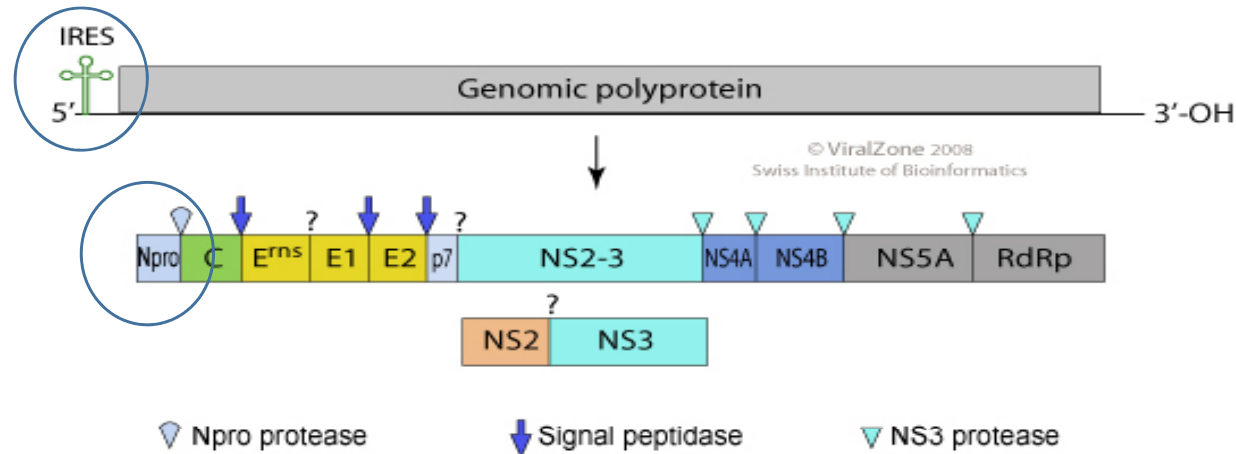 IRES
Genomic polyprotein
5' 3'-OH
© ViralZone 2008
Swiss Institute of Bioinformatics
? ?
Npro C Erns E1 E2 p7 NS2-3 NS4A NS4B NS5A RdRp
?
NS2 NS3
Npro protease Signal peptidase NS3 protease